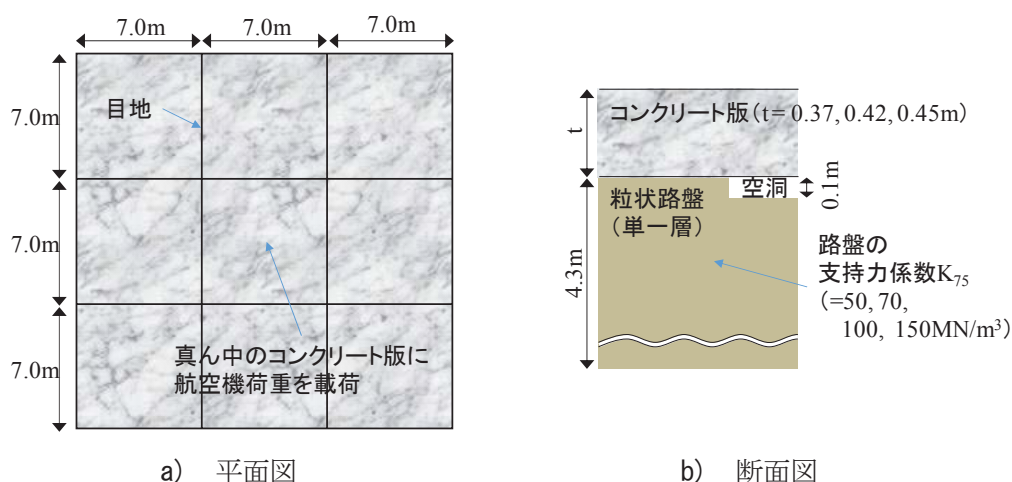 7.0m 7.0m 7.0m
7.0m
7.0m
7.0m
目地
真ん中のコンクリート版に
航空機荷重を載荷
a) 平面図
t
コンクリート版(t= 0.37, 0.42, 0.45m)
空洞
0.1m
粒状路盤
(単一層)
4.3m
路盤の
支持力係数K₇₅
(=50, 70,
100, 150MN/m³)
b) 断面図